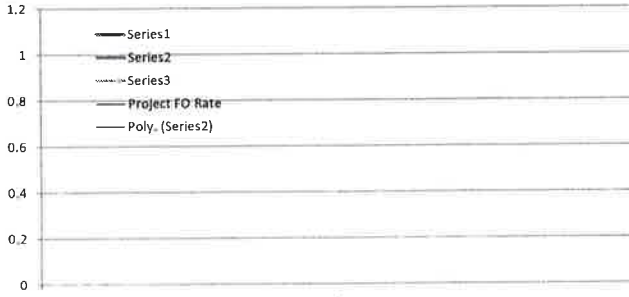 1.2
Series1
1
Series2
Series3
0.8
Project FO Rate
Poly. (Series2)
0.6
0.4
0.2
0